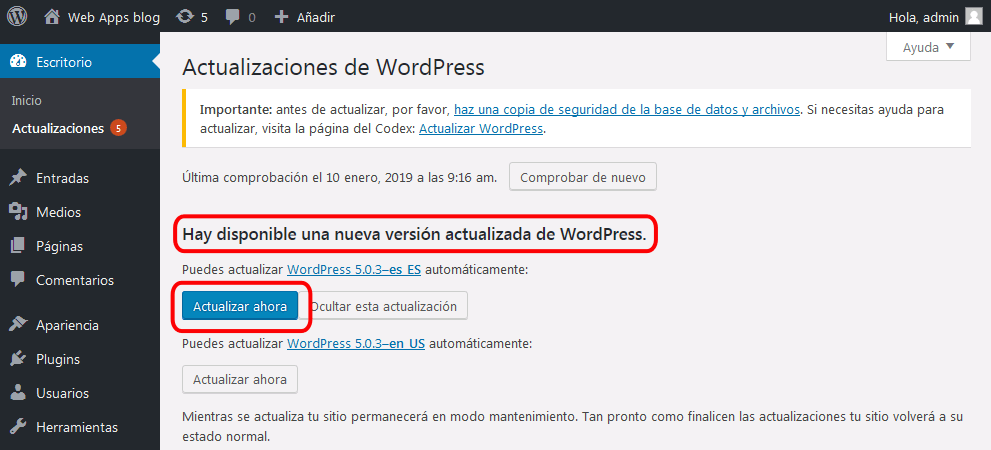 Web Apps blog 5 0 + Añadir Hola, admin
Ayuda
Escritorio
Inicio
Actualizaciones 5
Entradas
Medios
Páginas
Comentarios
Apariencia
Plugins
Usuarios
Herramientas
Actualizaciones de WordPress
Importante: antes de actualizar, por favor, haz una copia de seguridad de la base de datos y archivos. Si necesitas ayuda para
actualizar, visita la página del Codex: Actualizar WordPress.
Última comprobación el 10 enero, 2019 a las 9:16 am. Comprobar de nuevo
Hay disponible una nueva versión actualizada de WordPress.
Puedes actualizar WordPress 5.0.3–es_ES automáticamente:
Actualizar ahora Ocultar esta actualización
Puedes actualizar WordPress 5.0.3–en_US automáticamente:
Actualizar ahora
Mientras se actualiza tu sitio permanecerá en modo mantenimiento. Tan pronto como finalicen las actualizaciones tu sitio volverá a su
estado normal.